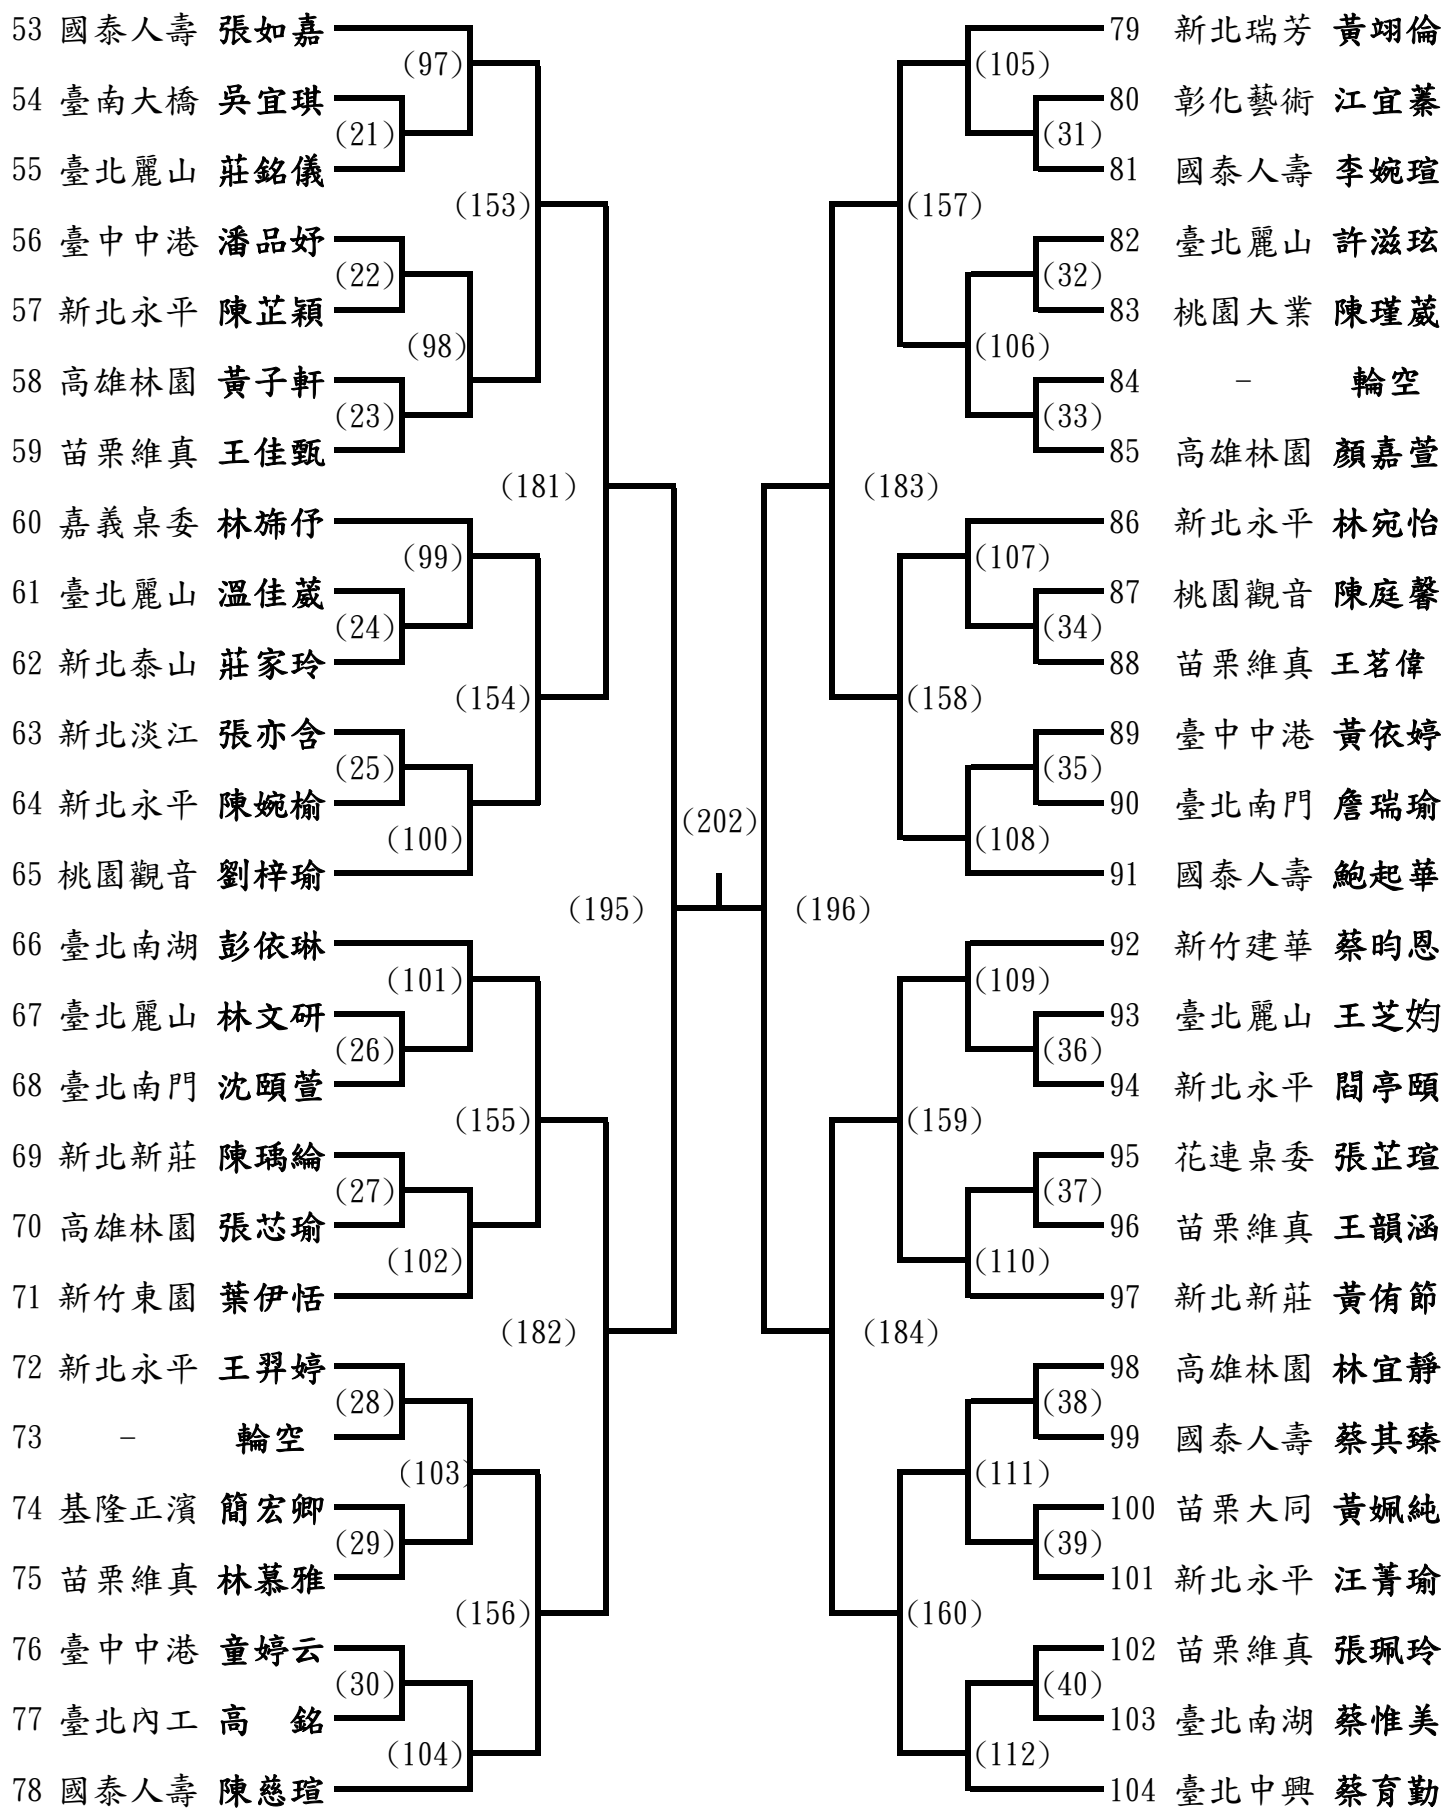 53 國泰人壽 張如嘉
(97)
54 臺南大橋 吳宜琪
(21)
55 臺北麗山 莊銘儀
(153)
56 臺中中港 潘品妤
(22)
57 新北永平 陳芷穎
(98)
58 高雄林園 黃子軒
(23)
59 苗栗維真 王佳甄
(181)
60 嘉義桌委 林旆伃
(99)
61 臺北麗山 溫佳葳
(24)
62 新北泰山 莊家玲
(154)
63 新北淡江 張亦含
(25)
64 新北永平 陳婉榆
(100)
65 桃園觀音 劉梓瑜
(195)
66 臺北南湖 彭依琳
(101)
67 臺北麗山 林文研
(26)
68 臺北南門 沈頤萱
(155)
69 新北新莊 陳瑀綸
(27)
70 高雄林園 張芯瑜
(102)
71 新竹東園 葉伊恬
(182)
72 新北永平 王羿婷
(28)
73 － 輪空
(103)
74 基隆正濱 簡宏卿
(29)
75 苗栗維真 林慕雅
(156)
76 臺中中港 童婷云
(30)
77 臺北內工 高　銘
(104)
78 國泰人壽 陳慈瑄
(202)
79 新北瑞芳 黃翊倫
(105)
80 彰化藝術 江宜蓁
(31)
81 國泰人壽 李婉瑄
(157)
82 臺北麗山 許滋玹
(32)
83 桃園大業 陳瑾葳
(106)
84 － 輪空
(33)
85 高雄林園 顏嘉萱
(183)
86 新北永平 林宛怡
(107)
87 桃園觀音 陳庭馨
(34)
88 苗栗維真 王茗偉
(158)
89 臺中中港 黃依婷
(35)
90 臺北南門 詹瑞瑜
(108)
91 國泰人壽 鮑起華
(196)
92 新竹建華 蔡昀恩
(109)
93 臺北麗山 王芝妁
(36)
94 新北永平 閻亭頤
(159)
95 花連桌委 張芷瑄
(37)
96 苗栗維真 王韻涵
(110)
97 新北新莊 黃侑節
(184)
98 高雄林園 林宜靜
(38)
99 國泰人壽 蔡其臻
(111)
100 苗栗大同 黃姵純
(39)
101 新北永平 汪菁瑜
(160)
102 苗栗維真 張珮玲
(40)
103 臺北南湖 蔡惟美
(112)
104 臺北中興 蔡育勤